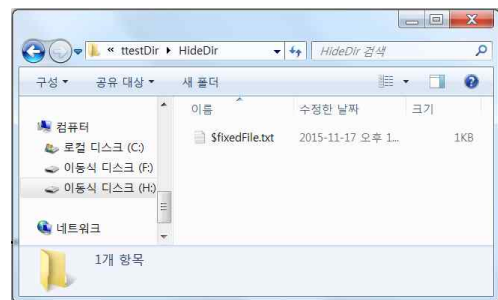 « ttestDir ▸ HideDir
HideDir 검색
구성 ▾ 공유 대상 ▾ 새 폴더
이름 수정한 날짜 크기
컴퓨터
로컬 디스크 (C:)
이동식 디스크 (F:)
이동식 디스크 (H:)
네트워크
$fixedFile.txt 2015-11-17 오후 1... 1KB
1개 항목